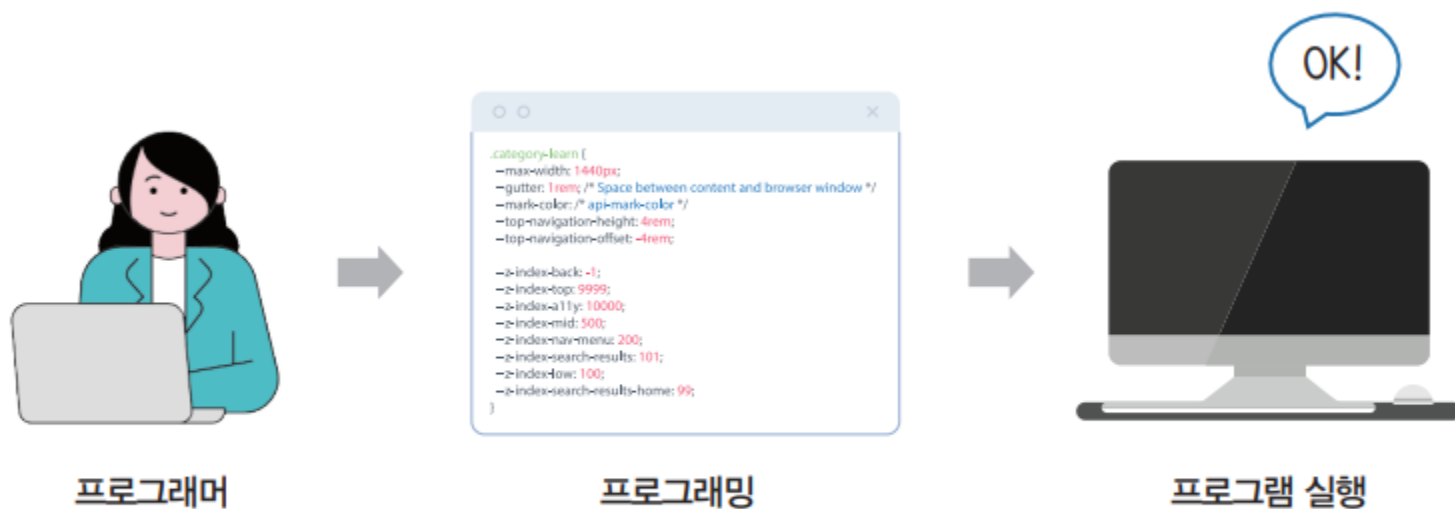 OK!
.category-learn {
--max-width: 1440px;
--gutter: 1rem; /* Space between content and browser window */
--mark-color: /* api-mark-color */
--top-navigation-height: 4rem;
--top-navigation-offset: -4rem;
--z-index-back: -1;
--z-index-top: 9999;
--z-index-a11y: 10000;
--z-index-mid: 500;
--z-index-nav-menu: 200;
--z-index-search-results: 101;
--z-index-low: 100;
--z-index-search-results-home: 99;
}
프로그래머
프로그래밍
프로그램 실행